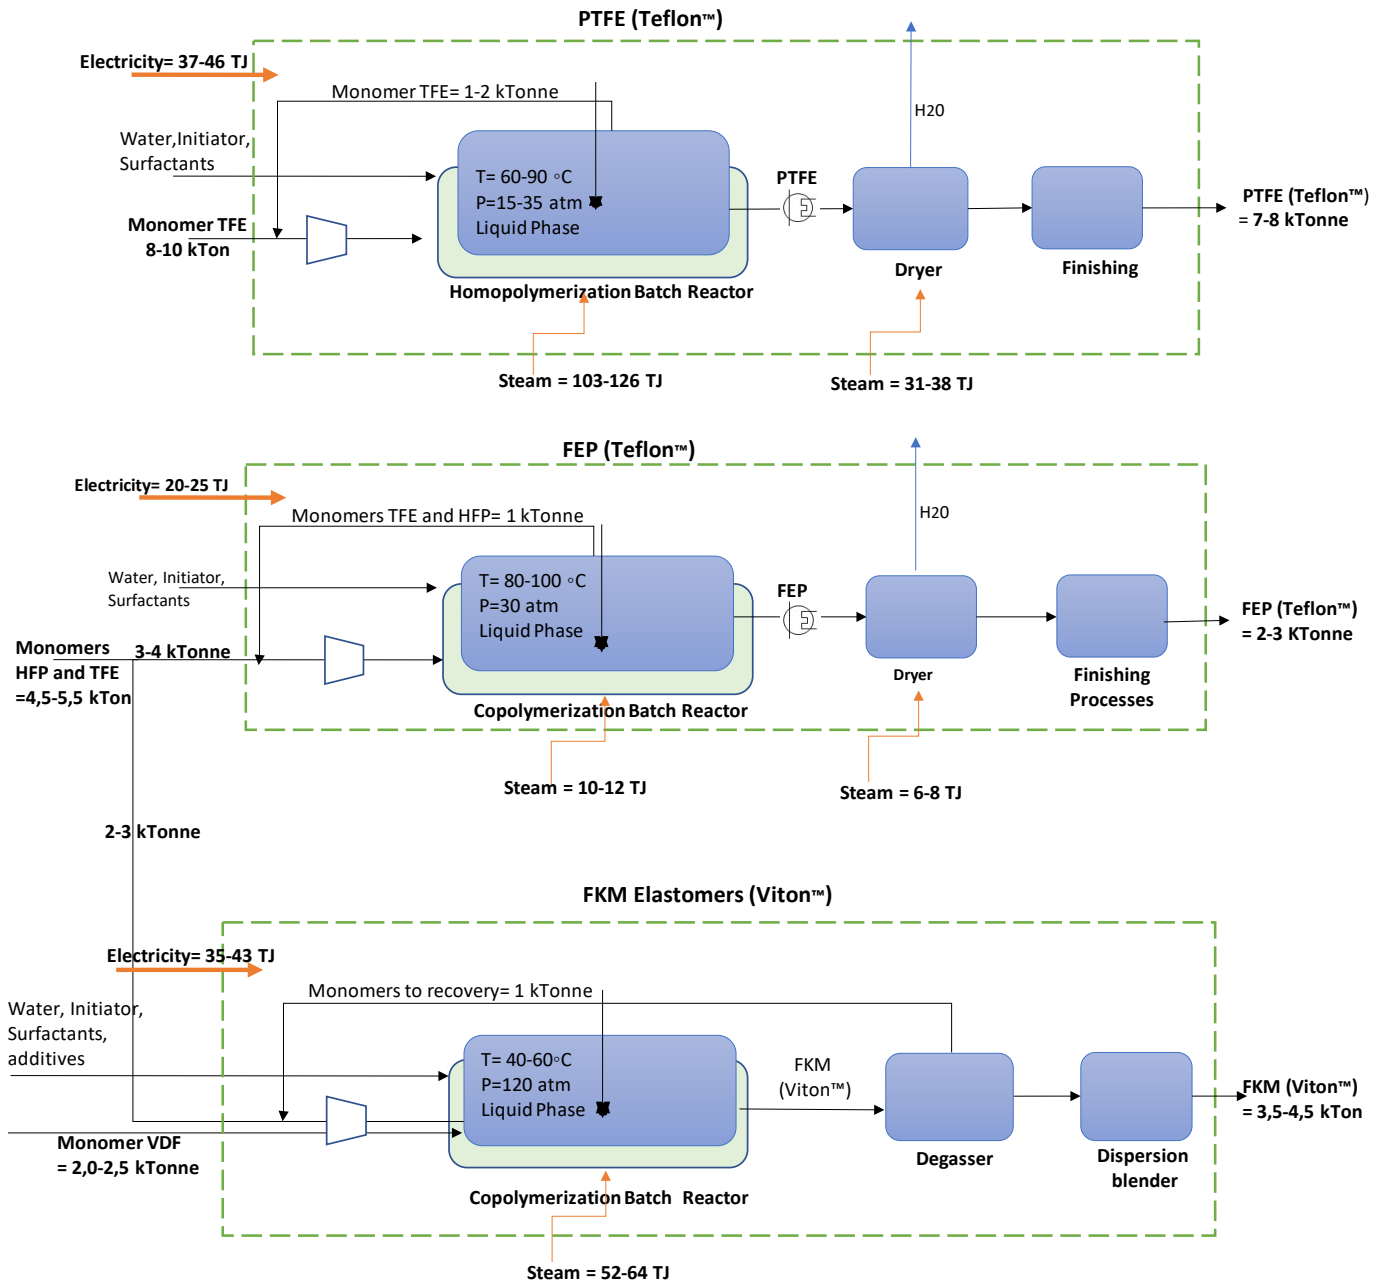 PTFE (Teflon™)
Electricity= 37-46 TJ
Monomer TFE= 1-2 kTonne
H20
Water,Initiator,
Surfactants
T= 60-90 ◦C
P=15-35 atm
Liquid Phase
PTFE
Monomer TFE
8-10 kTon
PTFE (Teflon™)
= 7-8 kTonne
Dryer
Finishing
Homopolymerization Batch Reactor
Steam = 103-126 TJ
Steam = 31-38 TJ
FEP (Teflon™)
Electricity= 20-25 TJ
Monomers TFE and HFP= 1 kTonne
H20
Water, Initiator,
Surfactants
T= 80-100 ◦C
P=30 atm
Liquid Phase
FEP
FEP (Teflon™)
= 2-3 KTonne
Monomers
HFP and TFE
=4,5-5,5 kTon
3-4 kTonne
Dryer
Finishing
Processes
Copolymerization Batch Reactor
Steam = 10-12 TJ
Steam = 6-8 TJ
2-3 kTonne
FKM Elastomers (Viton™)
Electricity= 35-43 TJ
Monomers to recovery= 1 kTonne
Water, Initiator,
Surfactants,
additives
T= 40-60◦C
P=120 atm
Liquid Phase
FKM
(Viton™)
FKM (Viton™)
= 3,5-4,5 kTon
Monomer VDF
= 2,0-2,5 kTonne
Degasser
Dispersion
blender
Copolymerization Batch Reactor
Steam = 52-64 TJ